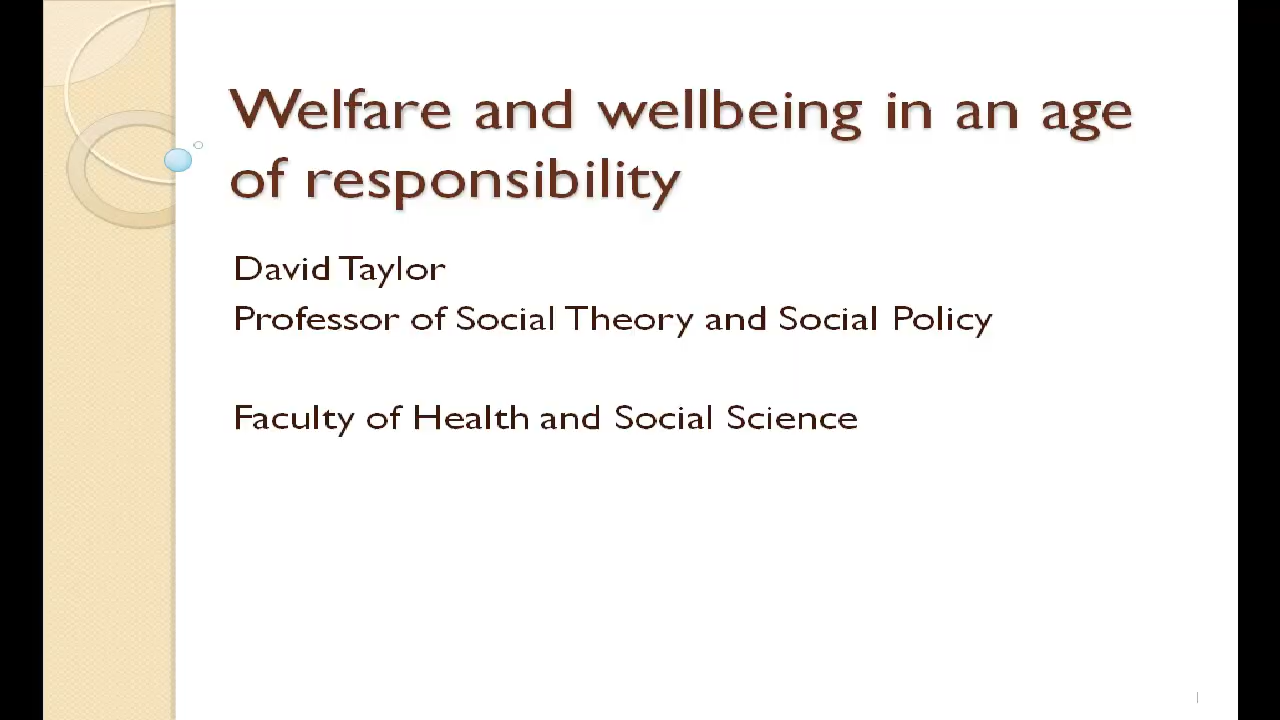 Welfare and wellbeing in an age
of responsibility
David Taylor
Professor of Social Theory and Social Policy
Faculty of Health and Social Science
1